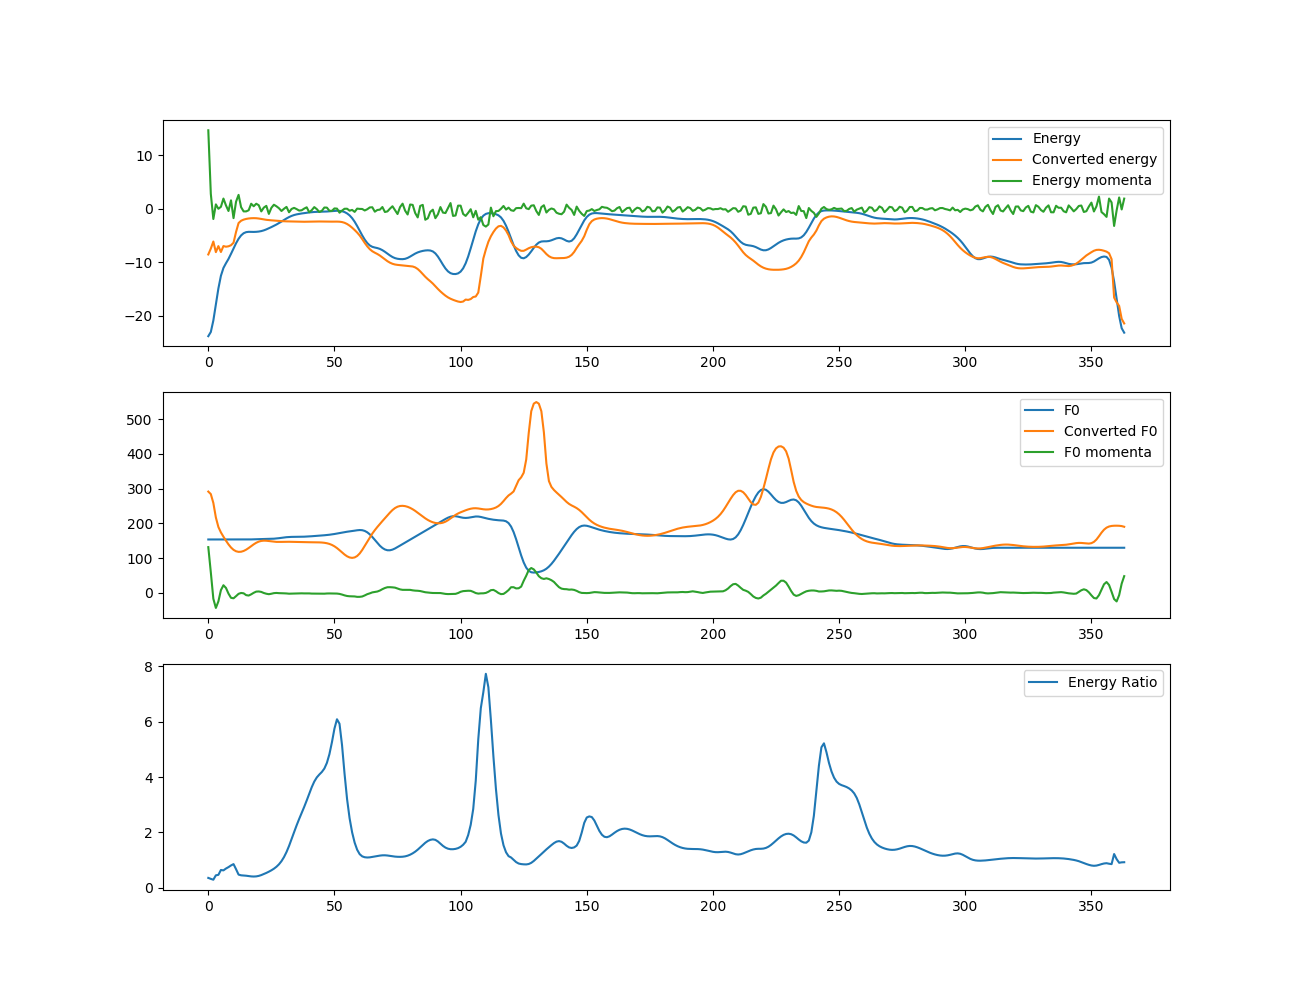 10
0
−10
−20
0 50 100 150 200 250 300 350
Energy
Converted energy
Energy momenta
500
400
300
200
100
0
0 50 100 150 200 250 300 350
F0
Converted F0
F0 momenta
8
6
4
2
0
0 50 100 150 200 250 300 350
Energy Ratio